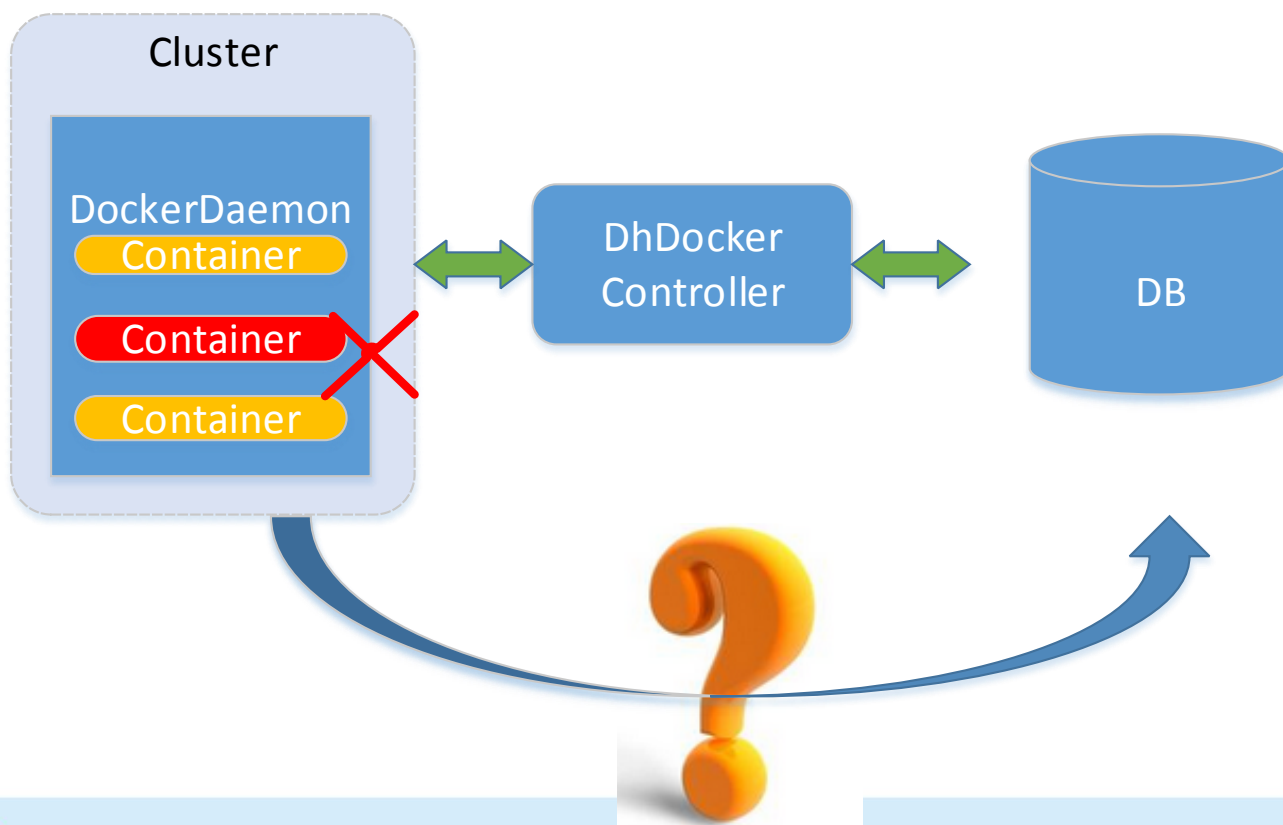 Cluster
DockerDaemon
Container
Container
Container
DhDocker
Controller
DB